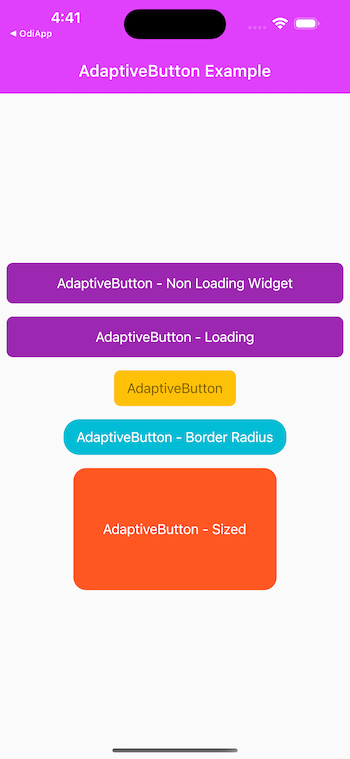 4:41
◀ OdiApp
AdaptiveButton Example
AdaptiveButton - Non Loading Widget
AdaptiveButton - Loading
AdaptiveButton
AdaptiveButton - Border Radius
AdaptiveButton - Sized